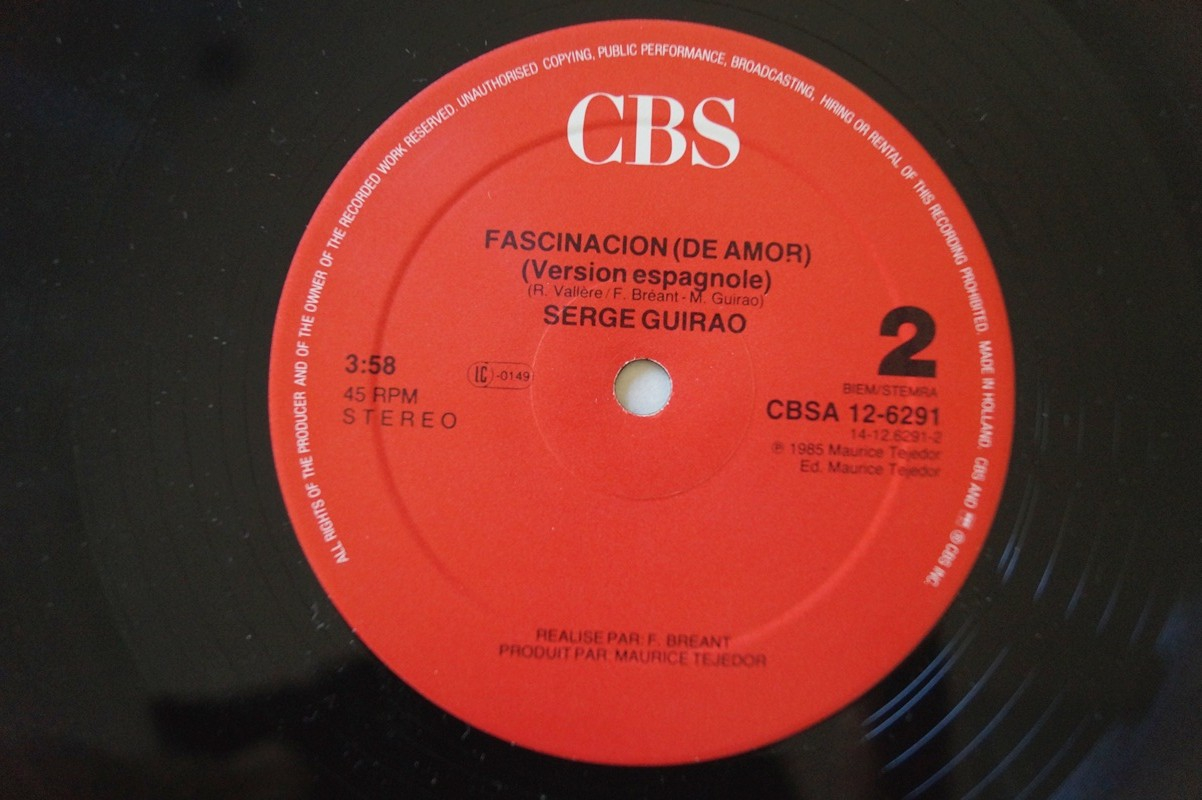 ALL RIGHTS OF THE PRODUCER AND OF THE OWNER OF THE RECORDED WORK RESERVED. UNAUTHORISED COPYING, PUBLIC PERFORMANCE, BROADCASTING, HIRING OR RENTAL OF THIS RECORDING PROHIBITED. MADE IN HOLLAND. CBS AND ® CBS INC.
CBS
FASCINACION (DE AMOR)
(Version espagnole)
(R. Vallère / F. Bréant - M. Guirao)
SERGE GUIRAO
2
3:58
LC -0149
45 RPM
STEREO
BIEM/STEMRA
CBSA 12-6291
14-12.6291-2
℗ 1985 Maurice Tejedor
Ed. Maurice Tejedor
REALISE PAR: F. BRÉANT
PRODUIT PAR: MAURICE TEJEDOR